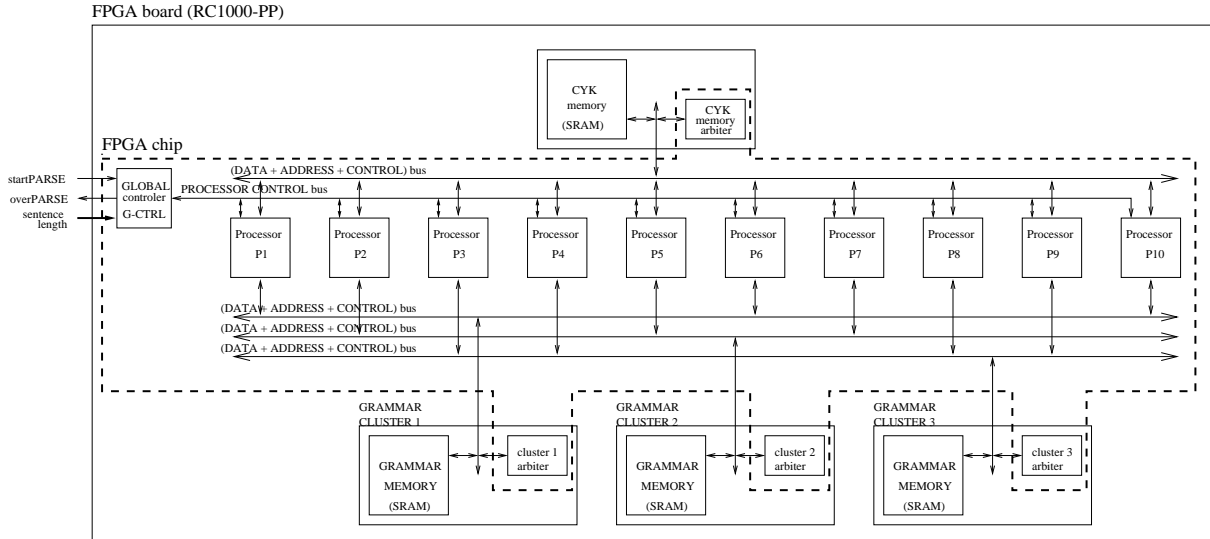 FPGA board (RC1000-PP)
CYK
memory
(SRAM)
CYK
memory
arbiter
FPGA chip
startPARSE
overPARSE
sentence
length
GLOBAL
controler
G-CTRL
(DATA + ADDRESS + CONTROL) bus
PROCESSOR CONTROL bus
Processor
P1
Processor
P2
Processor
P3
Processor
P4
Processor
P5
Processor
P6
Processor
P7
Processor
P8
Processor
P9
Processor
P10
(DATA + ADDRESS + CONTROL) bus
(DATA + ADDRESS + CONTROL) bus
(DATA + ADDRESS + CONTROL) bus
GRAMMAR
CLUSTER 1
GRAMMAR
MEMORY
(SRAM)
cluster 1
arbiter
GRAMMAR
CLUSTER 2
GRAMMAR
MEMORY
(SRAM)
cluster 2
arbiter
GRAMMAR
CLUSTER 3
GRAMMAR
MEMORY
(SRAM)
cluster 3
arbiter